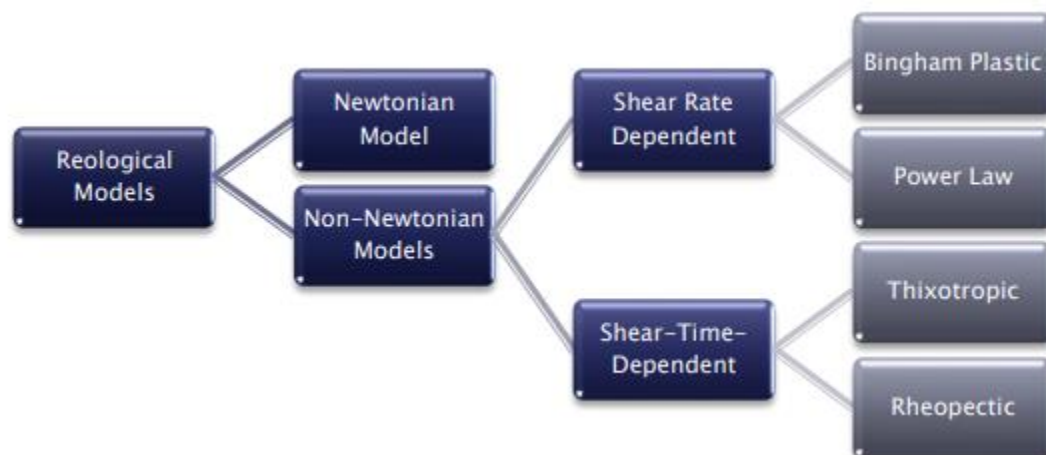 Reological
Models
Newtonian
Model
Non-Newtonian
Models
Shear Rate
Dependent
Shear-Time-
Dependent
Bingham Plastic
Power Law
Thixotropic
Rheopectic